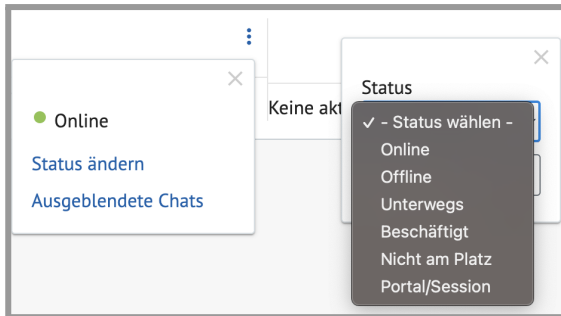 Online
Status ändern
Ausgeblendete Chats
Keine akt
Status
✓ - Status wählen -
Online
Offline
Unterwegs
Beschäftigt
Nicht am Platz
Portal/Session